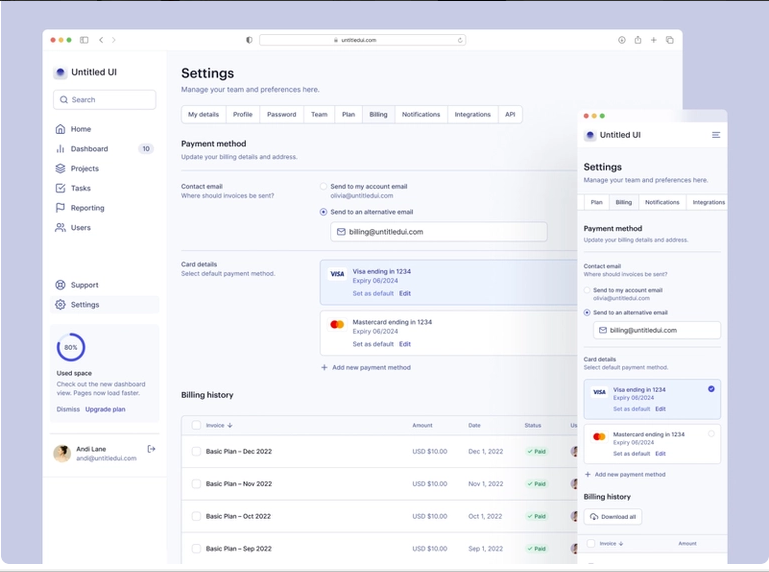 untitledui.com
Untitled UI
Search
Home
Dashboard 10
Projects
Tasks
Reporting
Users
Support
Settings
80%
Used space
Check out the new dashboard
view. Pages now load faster.
Dismiss Upgrade plan
Andi Lane
andi@untitledui.com
Settings
Manage your team and preferences here.
My details Profile Password Team Plan Billing Notifications Integrations API
Payment method
Update your billing details and address.
Contact email
Where should invoices be sent?
Send to my account email
olivia@untitledui.com
Send to an alternative email
billing@untitledui.com
Card details
Select default payment method.
VISA
Visa ending in 1234
Expiry 06/2024
Set as default Edit
Mastercard ending in 1234
Expiry 06/2024
Set as default Edit
Add new payment method
Billing history
Invoice Amount Date Status
Basic Plan – Dec 2022 USD $10.00 Dec 1, 2022 Paid
Basic Plan – Nov 2022 USD $10.00 Nov 1, 2022 Paid
Basic Plan – Oct 2022 USD $10.00 Oct 1, 2022 Paid
Basic Plan – Sep 2022 USD $10.00 Sep 1, 2022 Paid
Untitled UI
Settings
Manage your team and preferences here.
Plan Billing Notifications Integrations
Payment method
Update your billing details and address.
Contact email
Where should invoices be sent?
Send to my account email
olivia@untitledui.com
Send to an alternative email
billing@untitledui.com
Card details
Select default payment method.
VISA
Visa ending in 1234
Expiry 06/2024
Set as default Edit
Mastercard ending in 1234
Expiry 06/2024
Set as default Edit
Add new payment method
Billing history
Download all
Invoice Amount